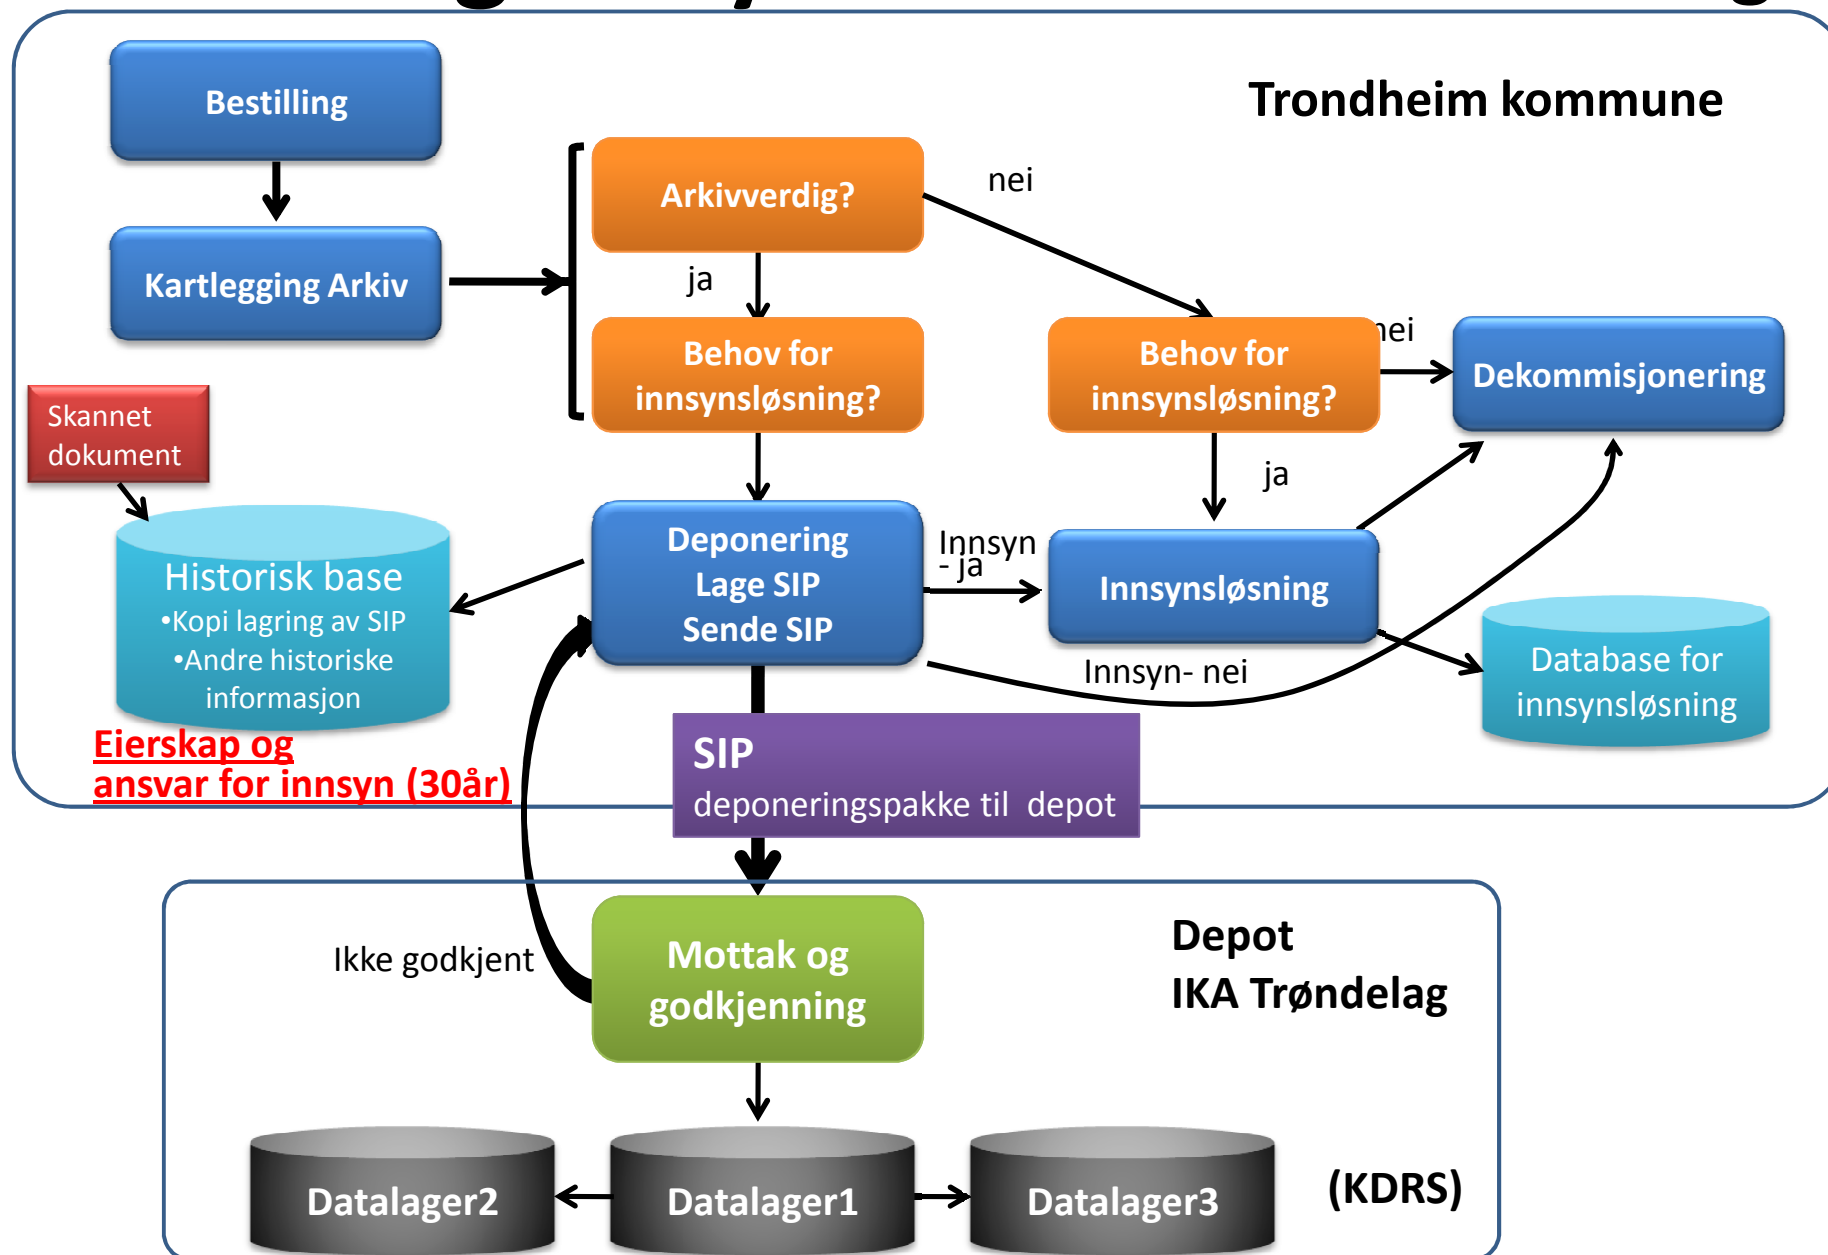 Trondheim kommune
Bestilling
Kartlegging Arkiv
Arkivverdig?
nei
ja
Behov for
innsynsløsning?
Behov for
innsynsløsning?
nei
Dekommisjonering
ja
Skannet
dokument
Historisk base
•Kopi lagring av SIP
•Andre historiske
informasjon
Eierskap og
ansvar for innsyn (30år)
Deponering
Lage SIP
Sende SIP
Innsyn
- ja
Innsynsløsning
Innsyn- nei
Database for
innsynsløsning
SIP
deponeringspakke til depot
Ikke godkjent
Mottak og
godkjenning
Depot
IKA Trøndelag
Datalager2
Datalager1
Datalager3
(KDRS)